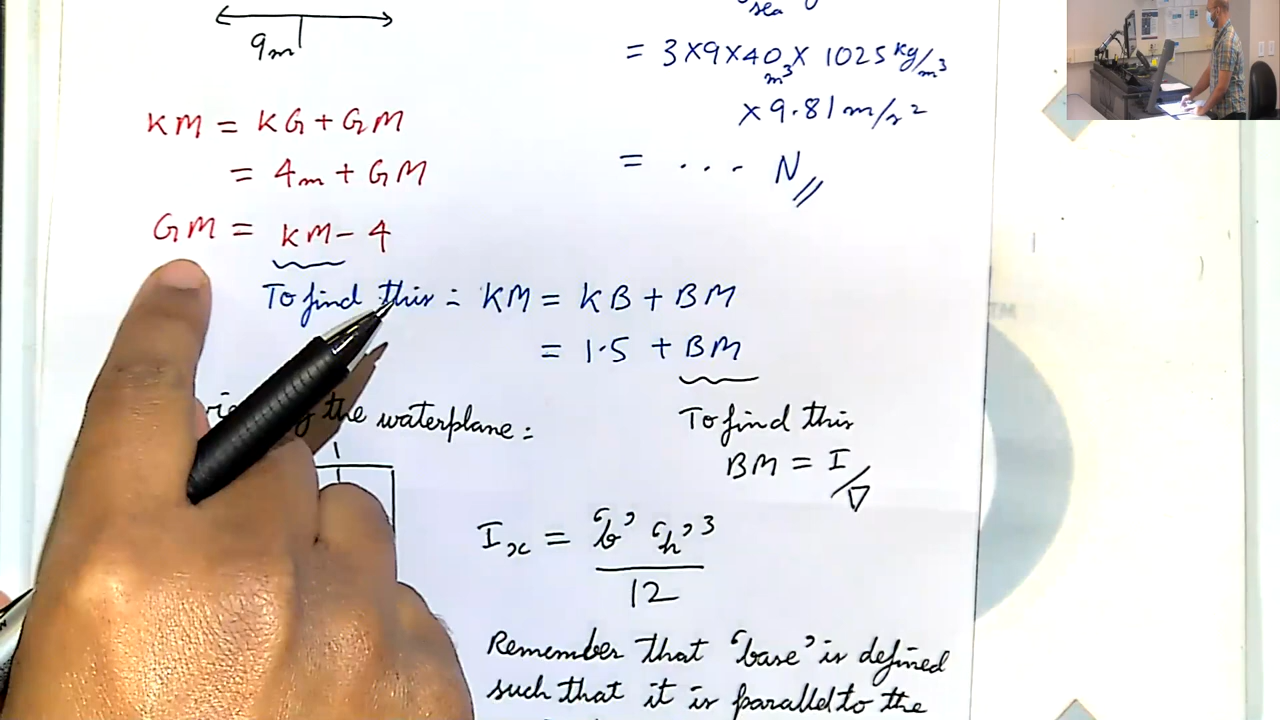 9m
KM = KG + GM
= 4m + GM
GM = KM - 4
To find this = KM = KB + BM
= 1.5 + BM
To find this
BM = I/∇
the waterplane =
I_x = 'b' 'h'³
12
Remember that 'base' is defined
such that it is parallel to the
sea
= 3×9×40 m³ × 1025 kg/m³
× 9.81 m/s²
= .... N